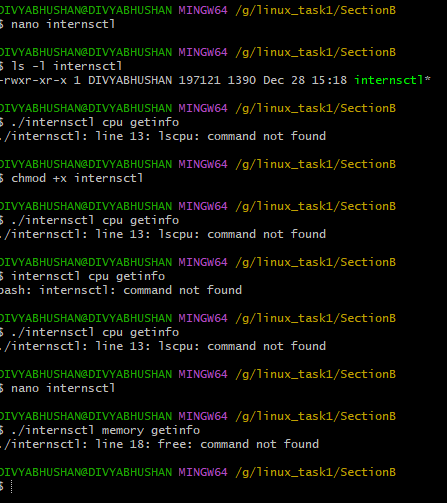 DIVYABHUSHAN@DIVYABHUSHAN MINGW64 /g/linux_task1/SectionB
$ nano internsctl
DIVYABHUSHAN@DIVYABHUSHAN MINGW64 /g/linux_task1/SectionB
$ ls -l internsctl
-rwxr-xr-x 1 DIVYABHUSHAN 197121 1390 Dec 28 15:18 internsctl*
DIVYABHUSHAN@DIVYABHUSHAN MINGW64 /g/linux_task1/SectionB
$ ./internsctl cpu getinfo
./internsctl: line 13: lscpu: command not found
DIVYABHUSHAN@DIVYABHUSHAN MINGW64 /g/linux_task1/SectionB
$ chmod +x internsctl
DIVYABHUSHAN@DIVYABHUSHAN MINGW64 /g/linux_task1/SectionB
$ ./internsctl cpu getinfo
./internsctl: line 13: lscpu: command not found
DIVYABHUSHAN@DIVYABHUSHAN MINGW64 /g/linux_task1/SectionB
$ internsctl cpu getinfo
bash: internsctl: command not found
DIVYABHUSHAN@DIVYABHUSHAN MINGW64 /g/linux_task1/SectionB
$ ./internsctl cpu getinfo
./internsctl: line 13: lscpu: command not found
DIVYABHUSHAN@DIVYABHUSHAN MINGW64 /g/linux_task1/SectionB
$ nano internsctl
DIVYABHUSHAN@DIVYABHUSHAN MINGW64 /g/linux_task1/SectionB
$ ./internsctl memory getinfo
./internsctl: line 18: free: command not found
DIVYABHUSHAN@DIVYABHUSHAN MINGW64 /g/linux_task1/SectionB
$